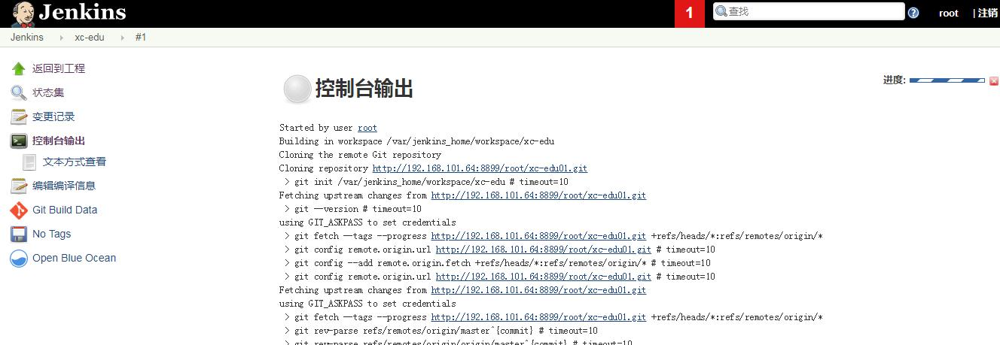 Jenkins
1
查找
root
| 注销
Jenkins
xc-edu
#1
返回到工程
状态集
变更记录
控制台输出
文本方式查看
编辑编译信息
Git Build Data
No Tags
Open Blue Ocean
控制台输出
进度:
Started by user root
Building in workspace /var/jenkins_home/workspace/xc-edu
Cloning the remote Git repository
Cloning repository http://192.168.101.64:8899/root/xc-edu01.git
> git init /var/jenkins_home/workspace/xc-edu # timeout=10
Fetching upstream changes from http://192.168.101.64:8899/root/xc-edu01.git
> git --version # timeout=10
using GIT_ASKPASS to set credentials
> git fetch --tags --progress http://192.168.101.64:8899/root/xc-edu01.git +refs/heads/*:refs/remotes/origin/*
> git config remote.origin.url http://192.168.101.64:8899/root/xc-edu01.git # timeout=10
> git config --add remote.origin.fetch +refs/heads/*:refs/remotes/origin/* # timeout=10
> git config remote.origin.url http://192.168.101.64:8899/root/xc-edu01.git # timeout=10
Fetching upstream changes from http://192.168.101.64:8899/root/xc-edu01.git
using GIT_ASKPASS to set credentials
> git fetch --tags --progress http://192.168.101.64:8899/root/xc-edu01.git +refs/heads/*:refs/remotes/origin/*
> git rev-parse refs/remotes/origin/master^{commit} # timeout=10
> git rev-parse refs/remotes/origin/origin/master^{commit} # timeout=10